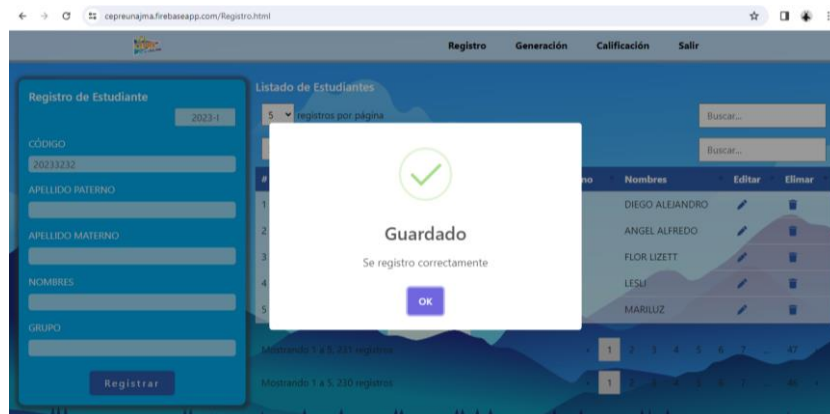 cepreunajma.firebaseapp.com/Registro.html
Registro Generación Calificación Salir
Registro de Estudiante
2023-I
CÓDIGO
20233232
APELLIDO PATERNO
APELLIDO MATERNO
NOMBRES
GRUPO
Registrar
Listado de Estudiantes
5 registros por página
Buscar...
Buscar...
# no Nombres Editar Elimar
1 DIEGO ALEJANDRO
2 ANGEL ALFREDO
3 FLOR LIZETT
4 LESLI
5 MARILUZ
Mostrando 1 a 5, 231 registros
1 2 3 4 5 6 7 ... 47
Mostrando 1 a 5, 230 registros
1 2 3 4 5 6 7 ... 46
Guardado
Se registro correctamente
OK